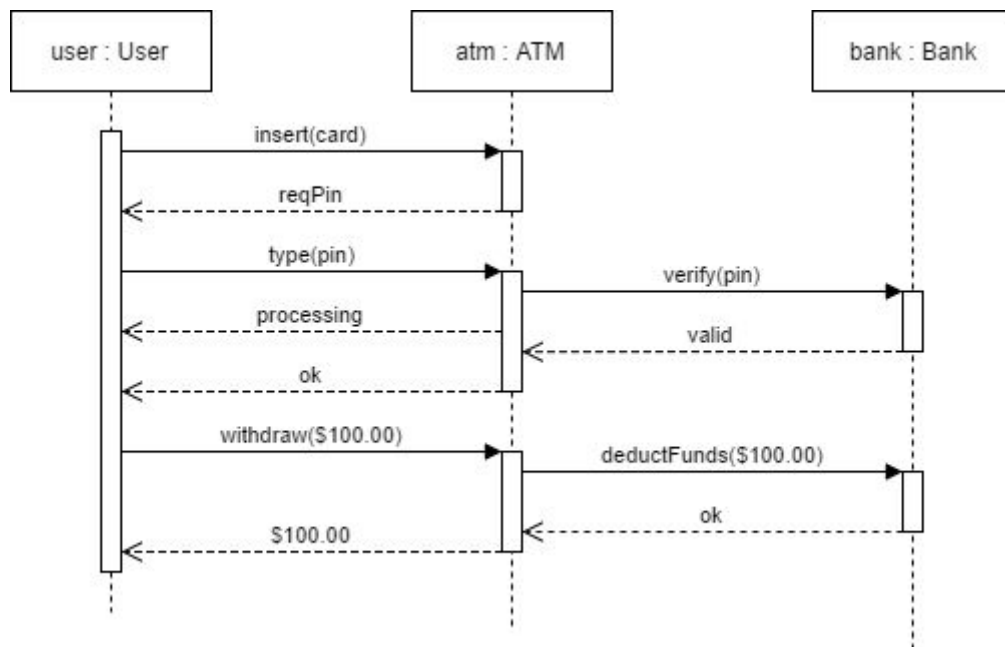 user : User
atm : ATM
bank : Bank
insert(card)
reqPin
type(pin)
verify(pin)
processing
valid
ok
withdraw($100.00)
deductFunds($100.00)
ok
$100.00